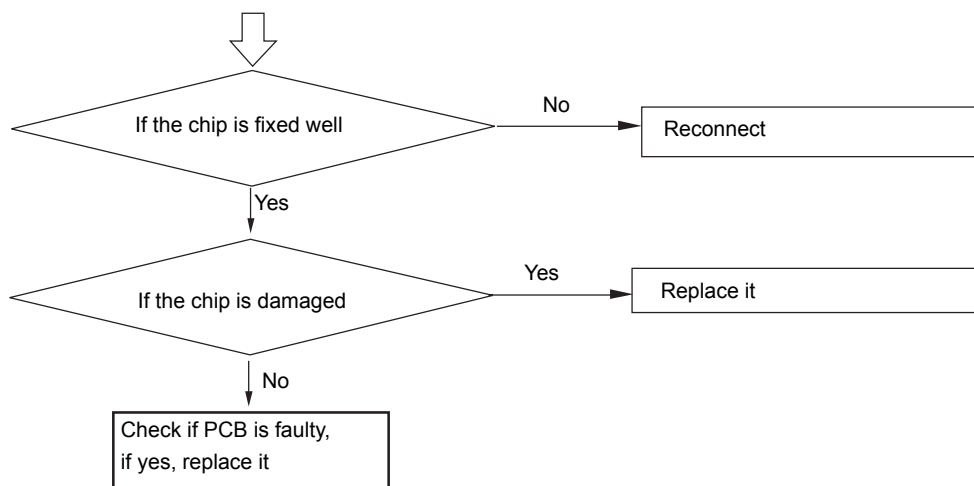 If the chip is fixed well
No
Reconnect
Yes
If the chip is damaged
Yes
Replace it
No
Check if PCB is faulty,
if yes, replace it